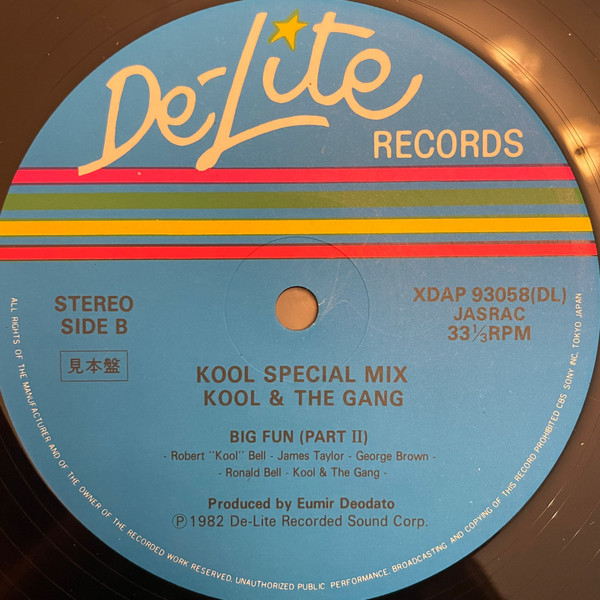 De-Lite
RECORDS
STEREO
SIDE B
見本盤
XDAP 93058(DL)
JASRAC
33⅓RPM
KOOL SPECIAL MIX
KOOL & THE GANG
BIG FUN (PART II)
- Robert "Kool" Bell - James Taylor - George Brown -
- Ronald Bell - Kool & The Gang -
Produced by Eumir Deodato
Ⓟ1982 De-Lite Recorded Sound Corp.
ALL RIGHTS OF THE MANUFACTURER AND OF THE OWNER OF THE RECORDED WORK RESERVED. UNAUTHORIZED PUBLIC PERFORMANCE, BROADCASTING AND COPYING OF THIS RECORD PROHIBITED CBS SONY INC. TOKYO JAPAN